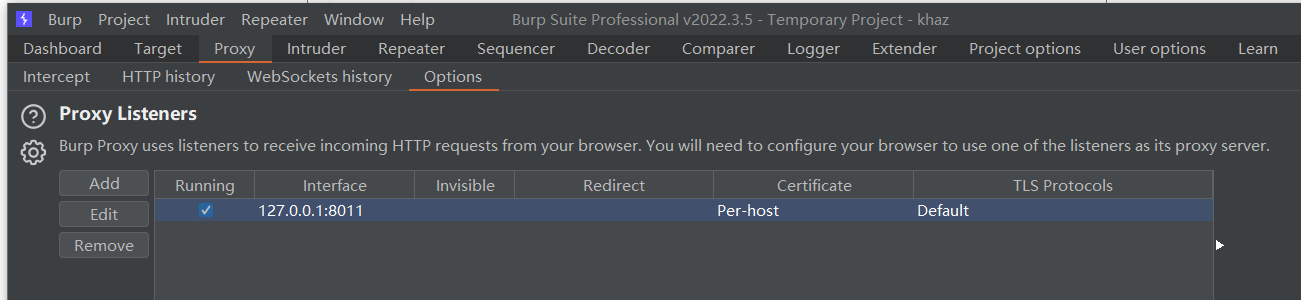 Burp Project Intruder Repeater Window Help Burp Suite Professional v2022.3.5 - Temporary Project - khaz
Dashboard Target Proxy Intruder Repeater Sequencer Decoder Comparer Logger Extender Project options User options Learn
Intercept HTTP history WebSockets history Options
? Proxy Listeners
Burp Proxy uses listeners to receive incoming HTTP requests from your browser. You will need to configure your browser to use one of the listeners as its proxy server.
Add Running Interface Invisible Redirect Certificate TLS Protocols
Edit 127.0.0.1:8011 Per-host Default
Remove